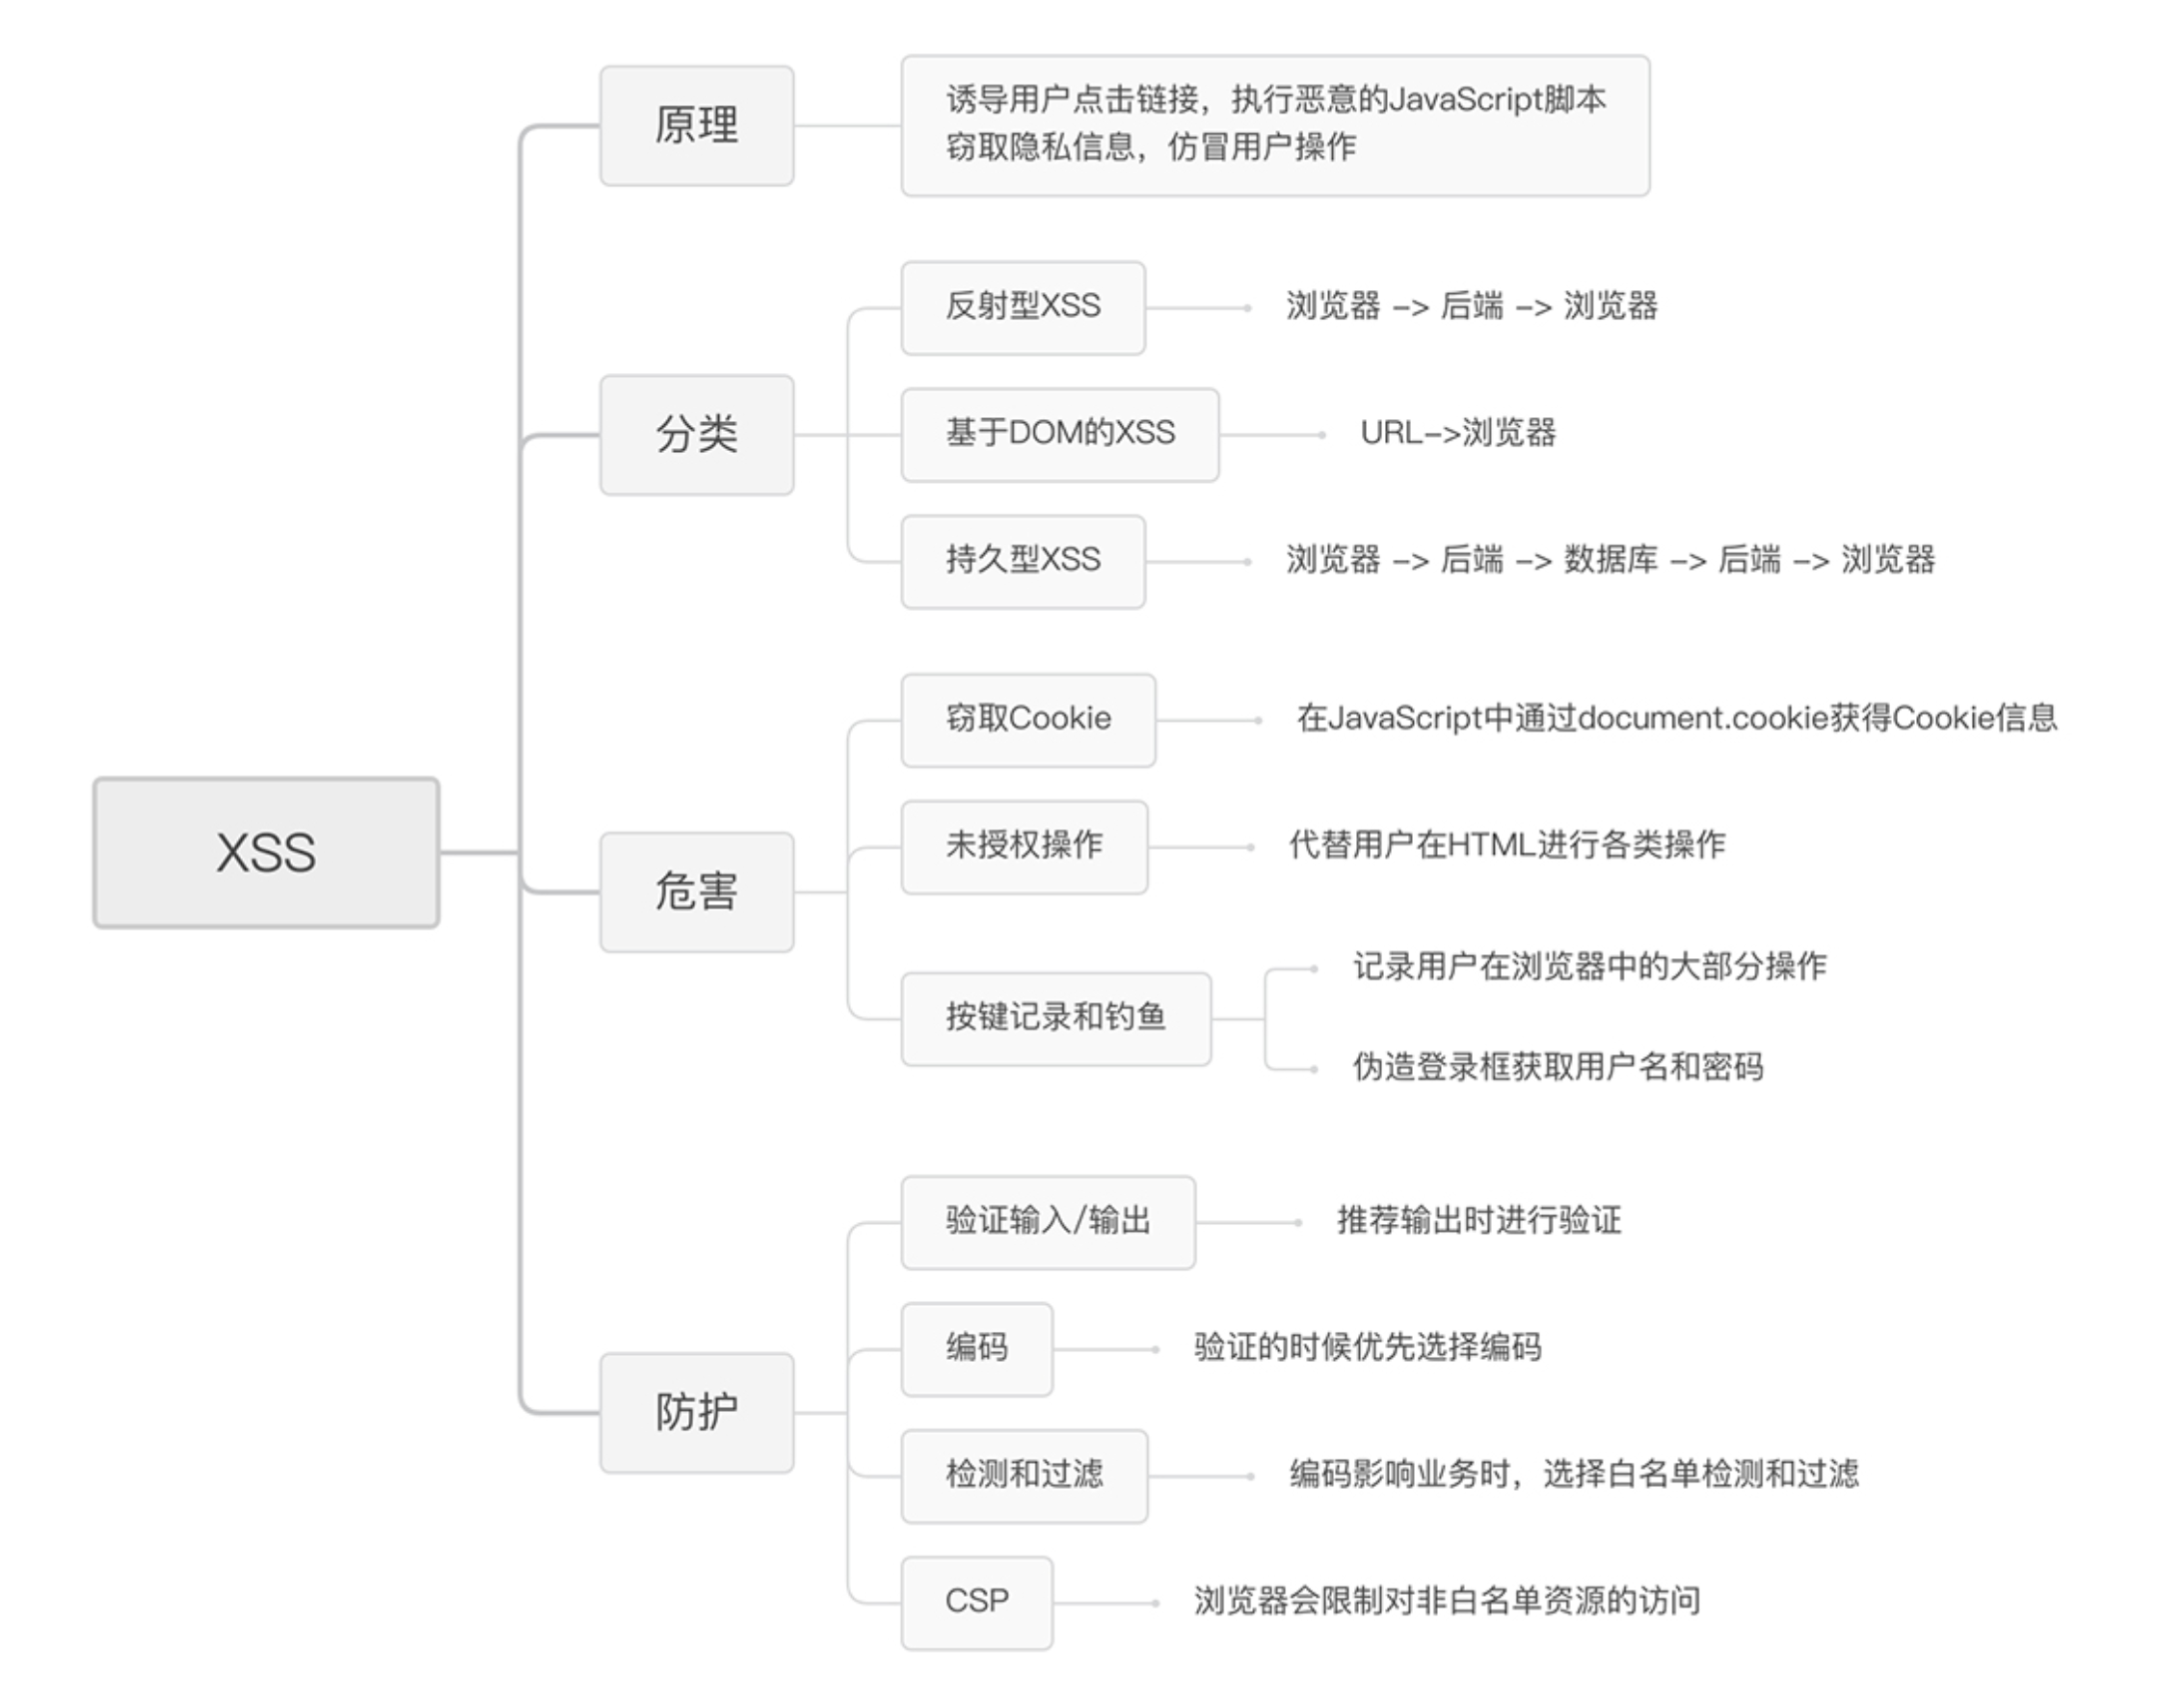 XSS
原理
诱导用户点击链接，执行恶意的JavaScript脚本
窃取隐私信息，仿冒用户操作
分类
反射型XSS
浏览器 -> 后端 -> 浏览器
基于DOM的XSS
URL->浏览器
持久型XSS
浏览器 -> 后端 -> 数据库 -> 后端 -> 浏览器
危害
窃取Cookie
在JavaScript中通过document.cookie获得Cookie信息
未授权操作
代替用户在HTML进行各类操作
按键记录和钓鱼
记录用户在浏览器中的大部分操作
伪造登录框获取用户名和密码
防护
验证输入/输出
推荐输出时进行验证
编码
验证的时候优先选择编码
检测和过滤
编码影响业务时，选择白名单检测和过滤
CSP
浏览器会限制对非白名单资源的访问